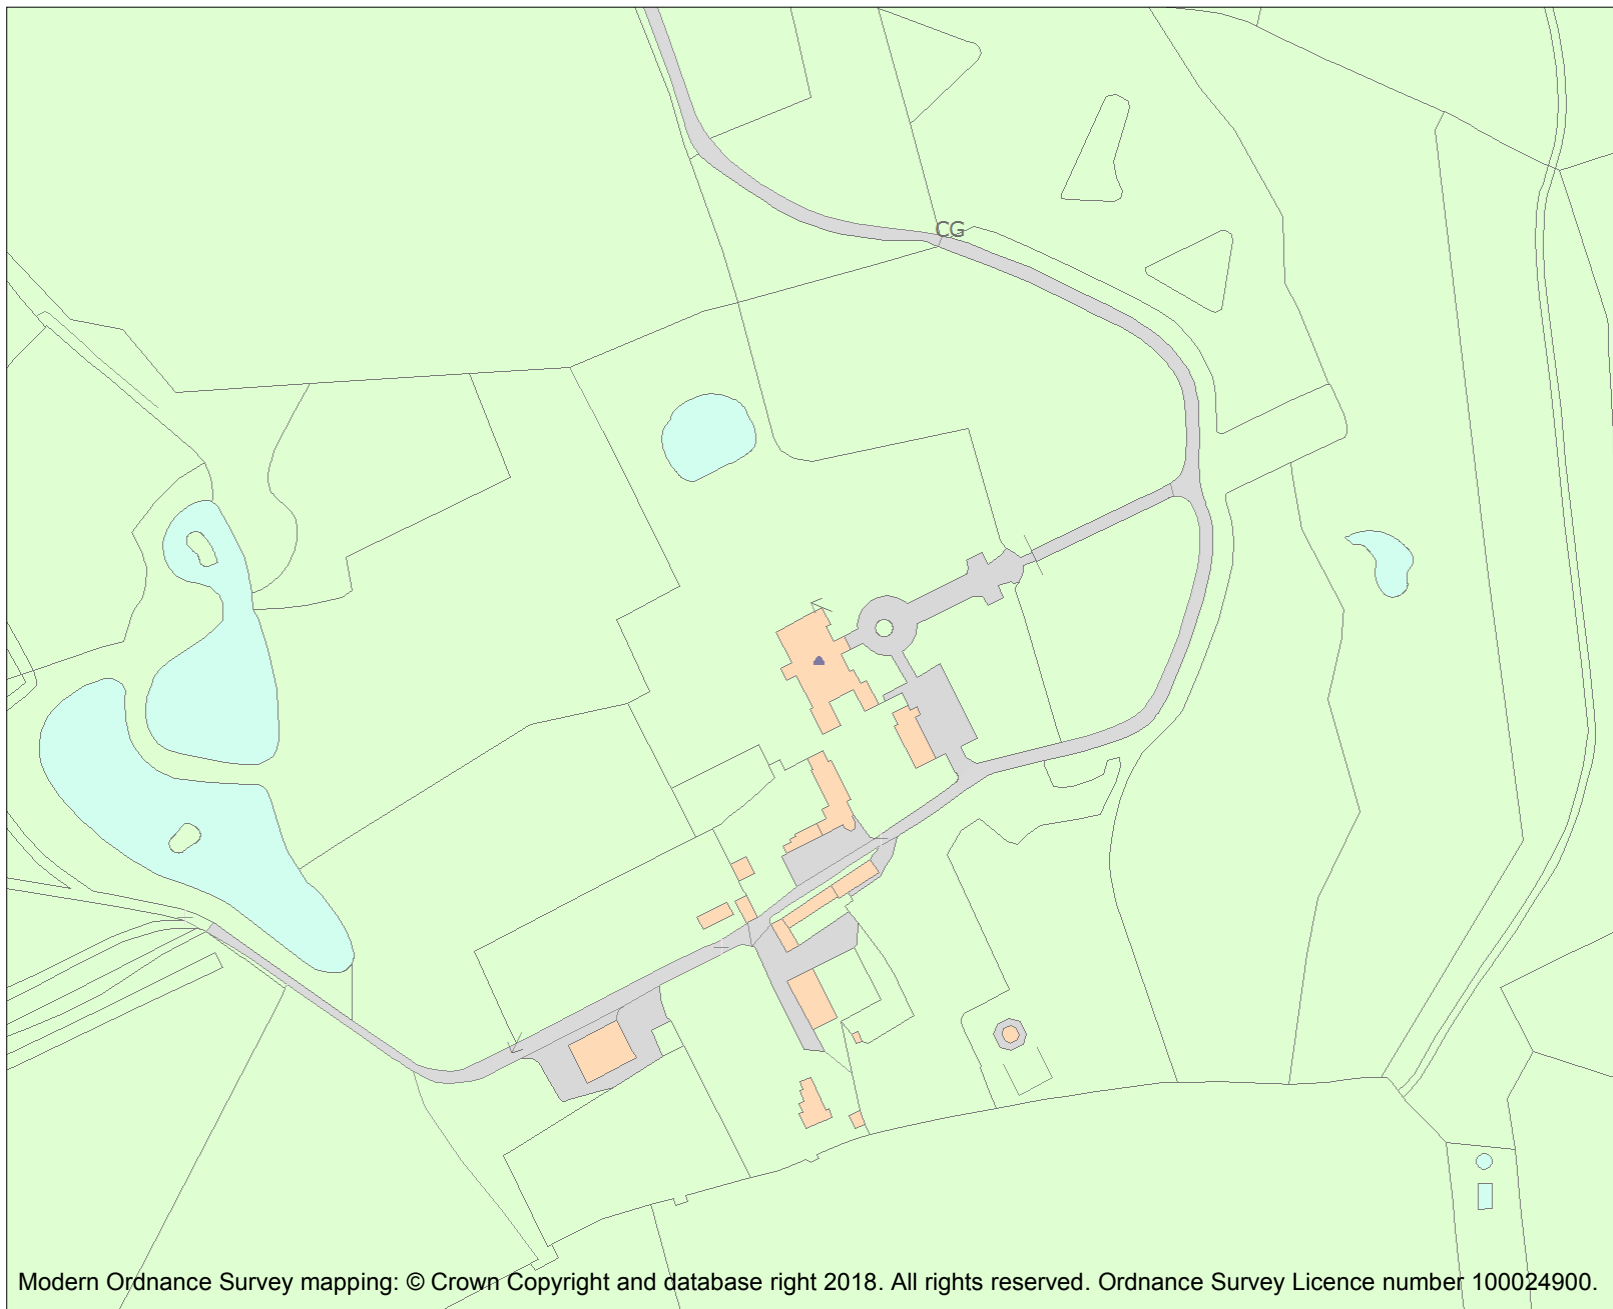 CG
Modern Ordnance Survey mapping: © Crown Copyright and database right 2018. All rights reserved. Ordnance Survey Licence number 100024900.